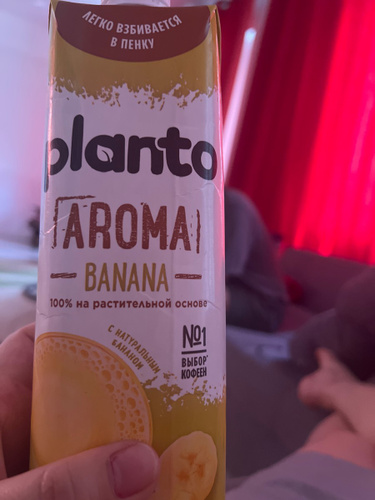 ЛЕГКО ВЗБИВАЕТСЯ
В ПЕНКУ
planto
AROMA
BANANA
100% на растительной основе
С НАТУРАЛЬНЫМ
БАНАНОМ
№1
ВЫБОР
КОФЕЕН